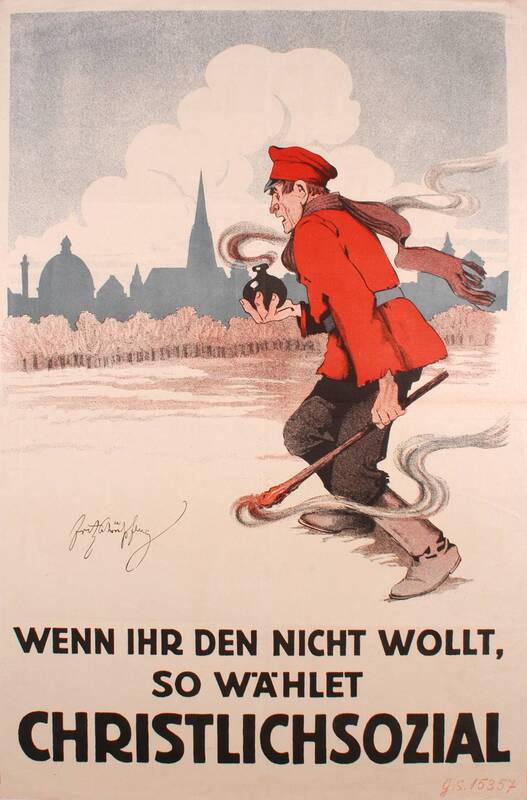 WENN IHR DEN NICHT WOLLT,
SO WÄHLET
CHRISTLICHSOZIAL
G.S. 15357